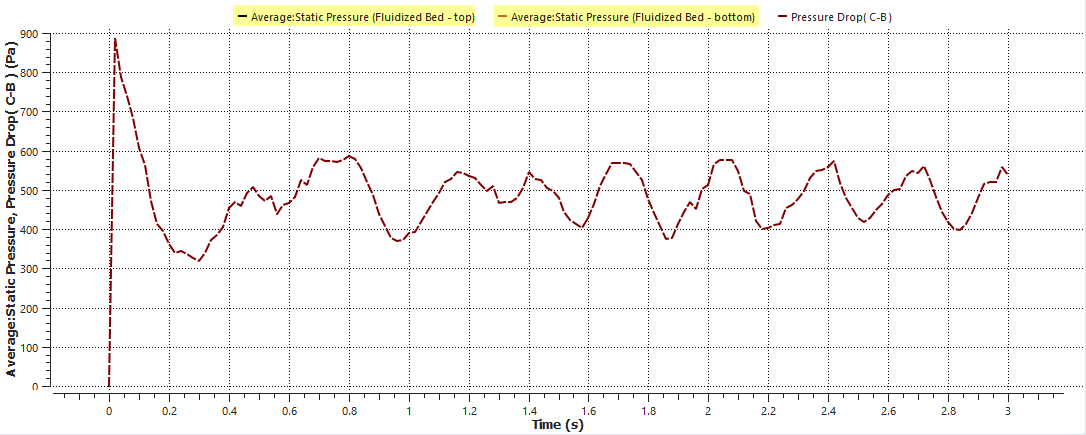 Average:Static Pressure (Fluidized Bed - top) Average:Static Pressure (Fluidized Bed - bottom) Pressure Drop( C-B )
Average:Static Pressure, Pressure Drop( C-B ) (Pa)
900
800
700
600
500
400
300
200
100
0
0 0.2 0.4 0.6 0.8 1 1.2 1.4 1.6 1.8 2 2.2 2.4 2.6 2.8 3
Time (s)